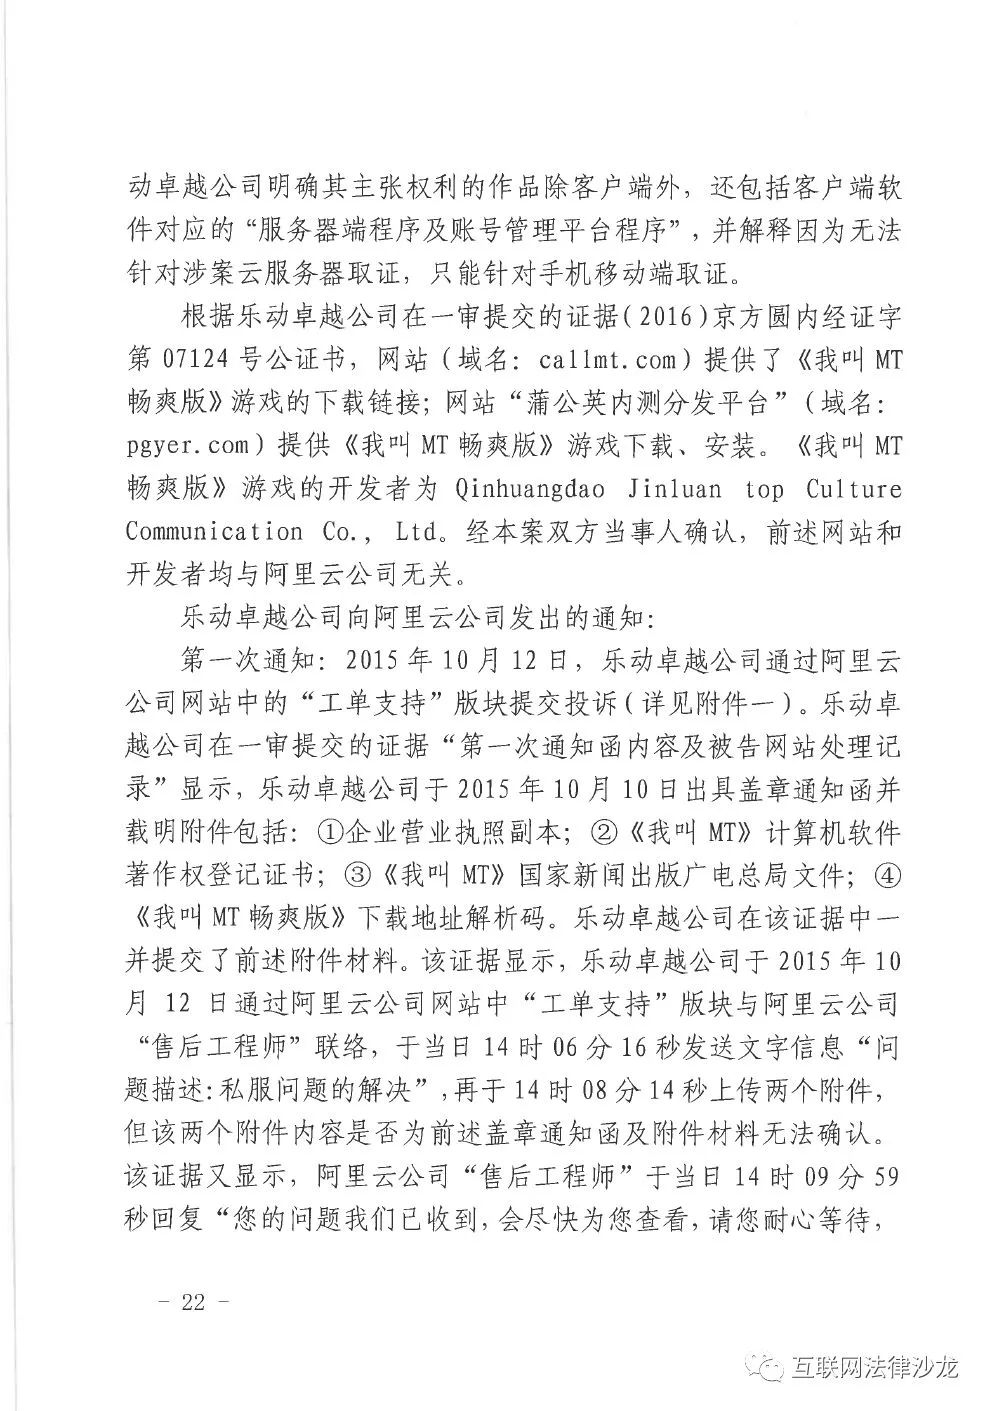 动卓越公司明确其主张权利的作品除客户端外，还包括客户端软
件对应的“服务器端程序及账号管理平台程序”，并解释因为无法
针对涉案云服务器取证，只能针对手机移动端取证。
根据乐动卓越公司在一审提交的证据（2016）京方圆内经证字
第 07124 号公证书，网站（域名：callmt.com）提供了《我叫 MT
畅爽版》游戏的下载链接；网站“蒲公英内测分发平台”（域名：
pgyer.com）提供《我叫 MT 畅爽版》游戏下载、安装。《我叫 MT
畅爽版》游戏的开发者为 Qinhuangdao Jinluan top Culture
Communication Co., Ltd。经本案双方当事人确认，前述网站和
开发者均与阿里云公司无关。
乐动卓越公司向阿里云公司发出的通知：
第一次通知：2015 年 10 月 12 日，乐动卓越公司通过阿里云
公司网站中的“工单支持”版块提交投诉（详见附件一）。乐动卓
越公司在一审提交的证据“第一次通知函内容及被告网站处理记
录”显示，乐动卓越公司于 2015 年 10 月 10 日出具盖章通知函并
载明附件包括：①企业营业执照副本；②《我叫 MT》计算机软件
著作权登记证书；③《我叫 MT》国家新闻出版广电总局文件；④
《我叫 MT 畅爽版》下载地址解析码。乐动卓越公司在该证据中一
并提交了前述附件材料。该证据显示，乐动卓越公司于 2015 年 10
月 12 日通过阿里云公司网站中“工单支持”版块与阿里云公司
“售后工程师”联络，于当日 14 时 06 分 16 秒发送文字信息“问
题描述：私服问题的解决”，再于 14 时 08 分 14 秒上传两个附件，
但该两个附件内容是否为前述盖章通知函及附件材料无法确认。
该证据又显示，阿里云公司“售后工程师”于当日 14 时 09 分 59
秒回复“您的问题我们已收到，会尽快为您查看，请您耐心等待，
- 22 -
互联网法律沙龙